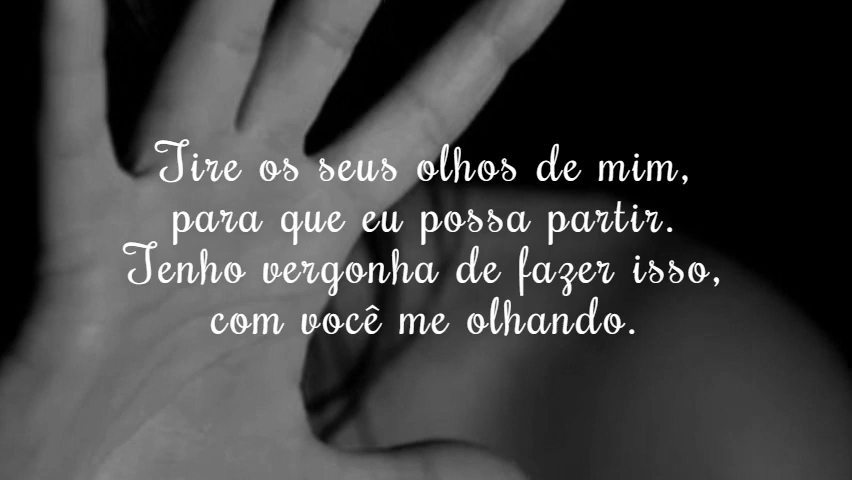 Tire os seus olhos de mim,
para que eu possa partir.
Tenho vergonha de fazer isso,
com você me olhando.